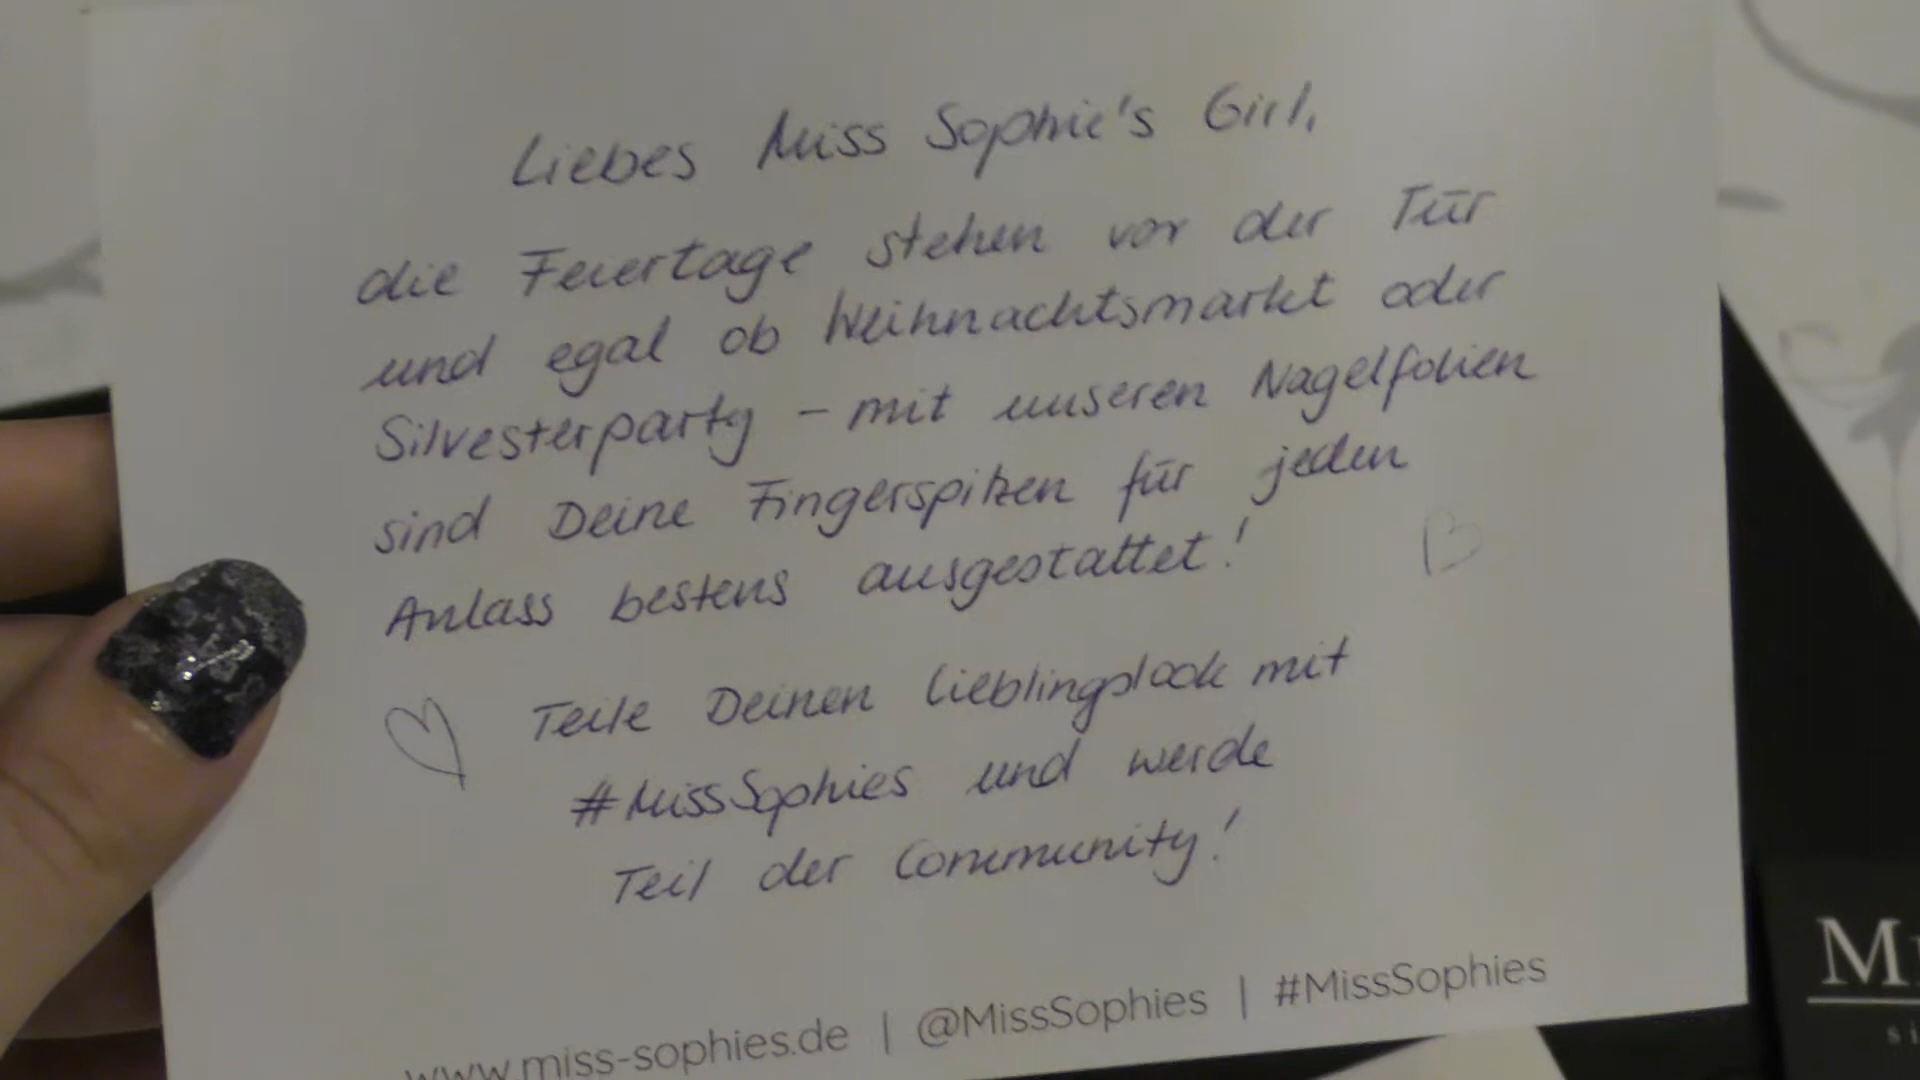 Liebes Miss Sophie's Girl,
die Feiertage stehen vor der Tür
und egal ob Weihnachtsmarkt oder
Silvesterparty – mit unseren Nagelfolien
sind Deine Fingerspitzen für jeden
Anlass bestens ausgestattet!
Teile Deinen Lieblingslook mit
#MissSophies und werde
Teil der Community!
www.miss-sophies.de | @MissSophies | #MissSophies